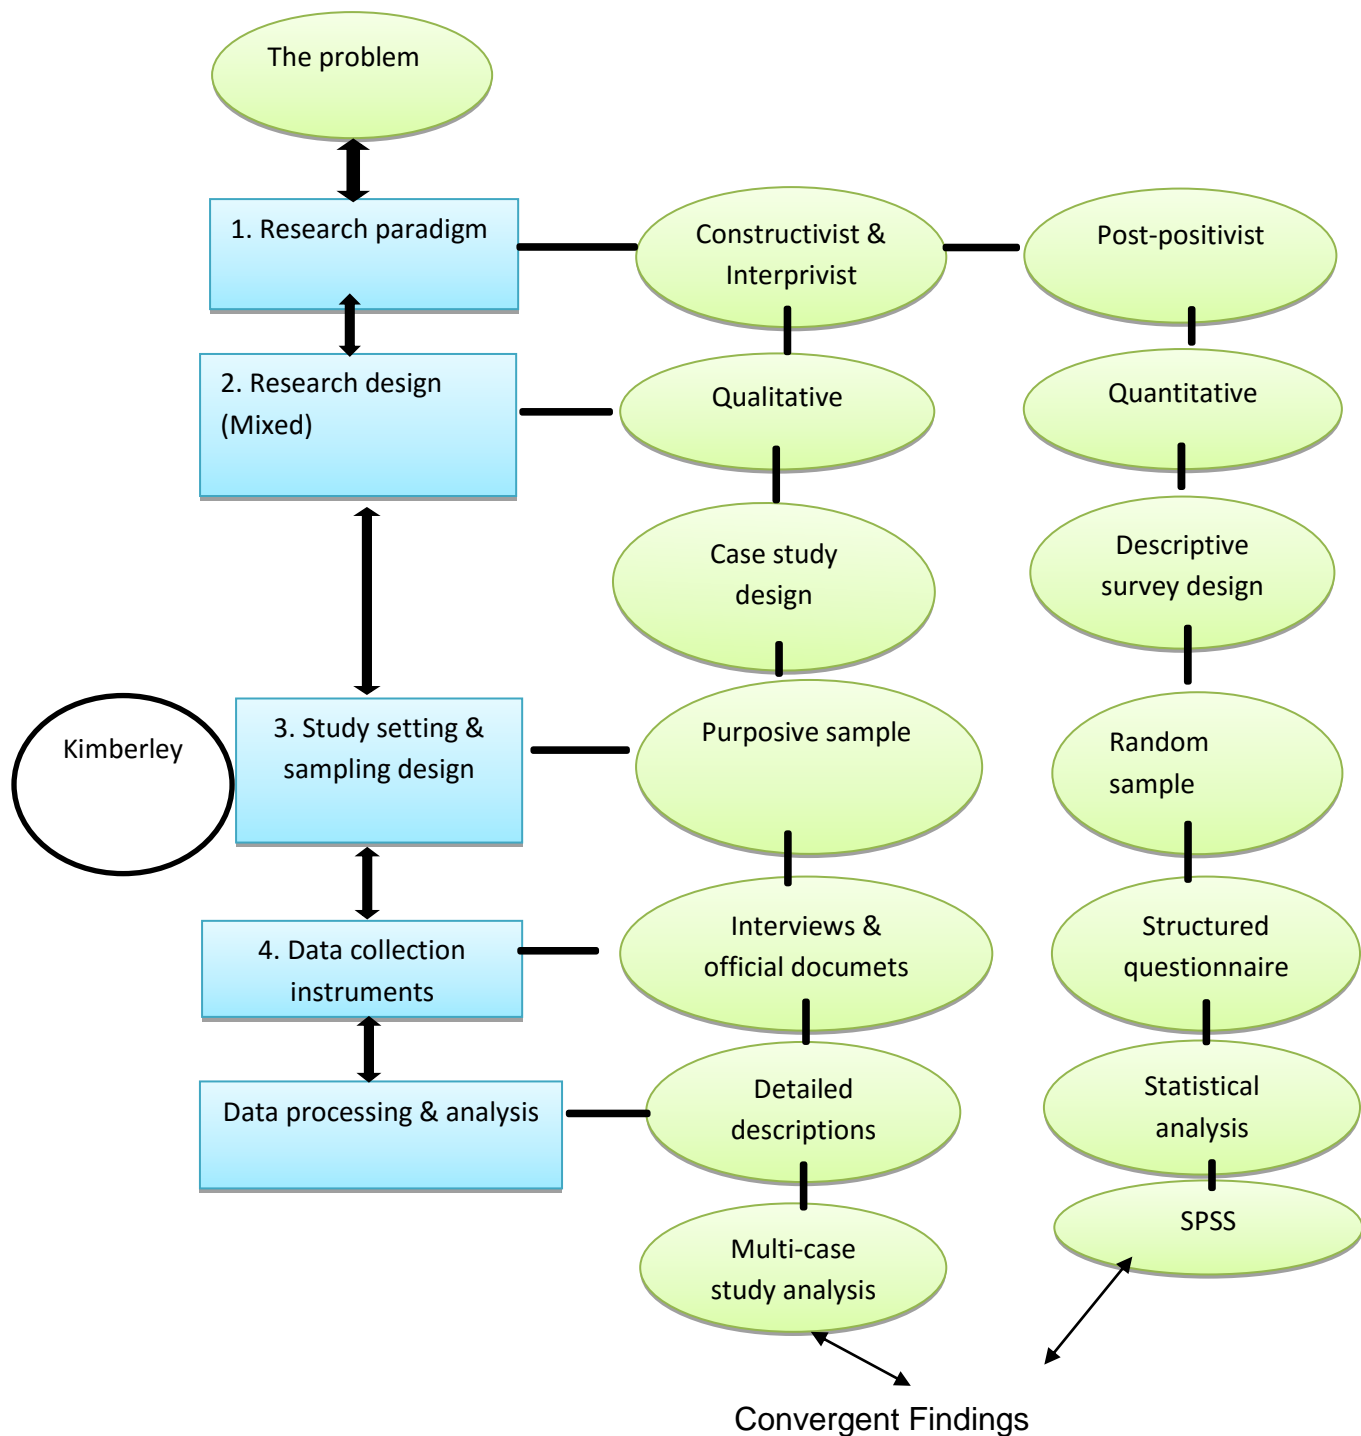 The problem
1. Research paradigm
Constructivist &
Interprivist
Post-positivist
2. Research design
(Mixed)
Qualitative
Quantitative
Case study
design
Descriptive
survey design
Kimberley
3. Study setting &
sampling design
Purposive sample
Random
sample
4. Data collection
instruments
Interviews &
official documets
Structured
questionnaire
Data processing & analysis
Detailed
descriptions
Statistical
analysis
Multi-case
study analysis
SPSS
Convergent Findings